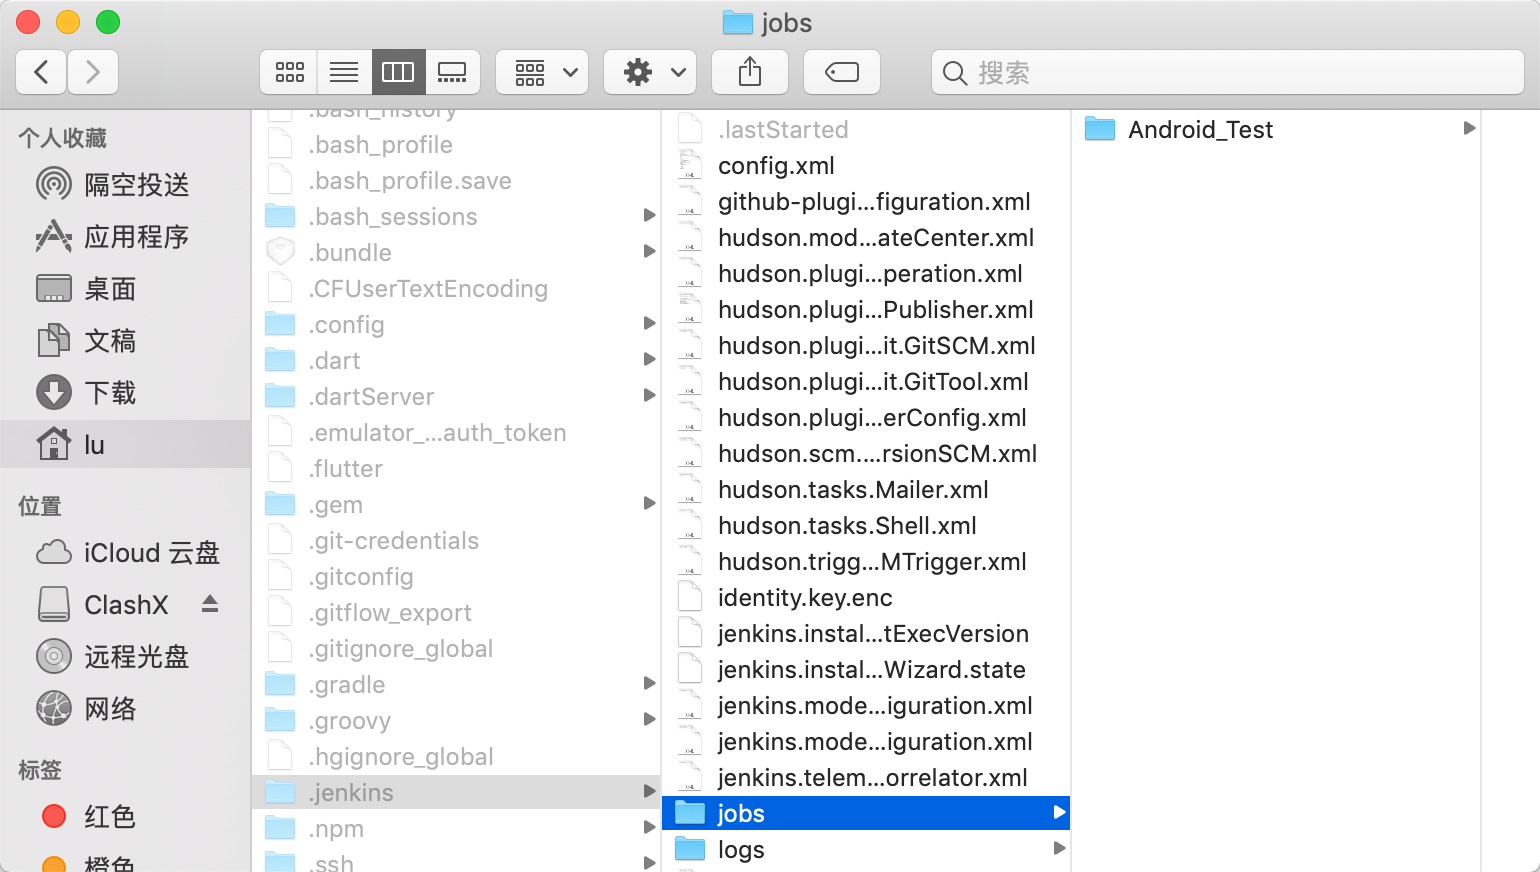 jobs
搜索
个人收藏
隔空投送
应用程序
桌面
文稿
下载
lu
位置
iCloud 云盘
ClashX
远程光盘
网络
标签
红色
橙色
.bash_history
.bash_profile
.bash_profile.save
.bash_sessions
.bundle
.CFUserTextEncoding
.config
.dart
.dartServer
.emulator_...auth_token
.flutter
.gem
.git-credentials
.gitconfig
.gitflow_export
.gitignore_global
.gradle
.groovy
.hgignore_global
.jenkins
.npm
.ssh
.lastStarted
config.xml
github-plugi...figuration.xml
hudson.mod...ateCenter.xml
hudson.plugi...peration.xml
hudson.plugi...Publisher.xml
hudson.plugi...it.GitSCM.xml
hudson.plugi...it.GitTool.xml
hudson.plugi...erConfig.xml
hudson.scm....rsionSCM.xml
hudson.tasks.Mailer.xml
hudson.tasks.Shell.xml
hudson.trigg...MTrigger.xml
identity.key.enc
jenkins.instal...tExecVersion
jenkins.instal...Wizard.state
jenkins.mode...iguration.xml
jenkins.mode...iguration.xml
jenkins.telem...orrelator.xml
jobs
logs
Android_Test